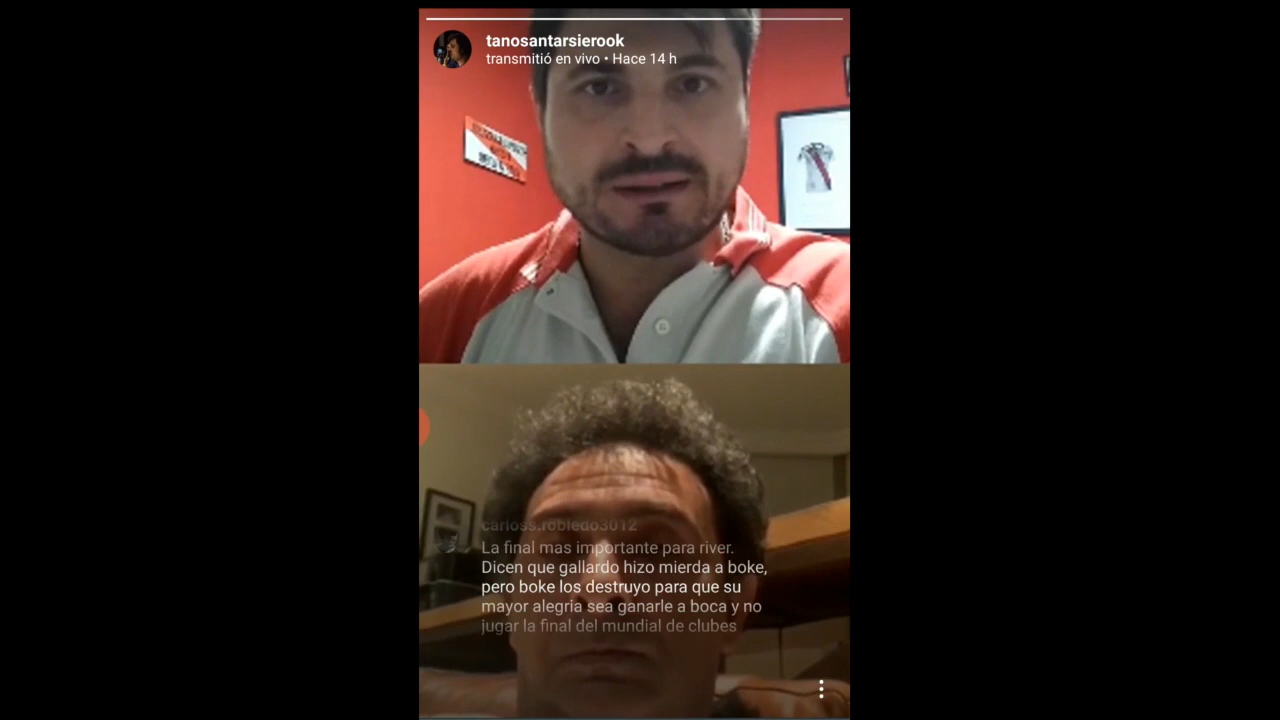 tanosantarsierook
transmitió en vivo • Hace 14 h
carloss.robledo3012
La final mas importante para river.
Dicen que gallardo hizo mierda a boke,
pero boke los destruyo para que su
mayor alegria sea ganarle a boca y no
jugar la final del mundial de clubes